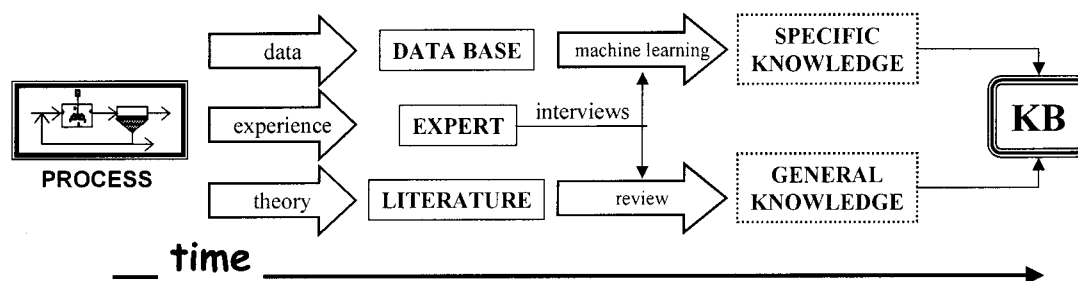 data
DATA BASE
machine learning
SPECIFIC
KNOWLEDGE
PROCESS
experience
EXPERT
interviews
KB
theory
LITERATURE
review
GENERAL
KNOWLEDGE
time